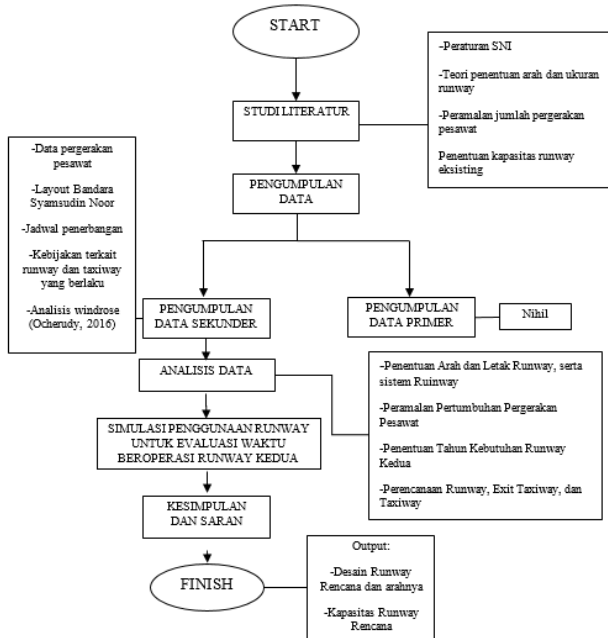 START
-Peraturan SNI
-Teori penentuan arah dan ukuran
runway
-Peramalan jumlah pergerakan
pesawat
Penentuan kapasitas runway
eksisting
STUDI LITERATUR
-Data pergerakan
pesawat
-Layout Bandara
Syamsudin Noor
-Jadwal penerbangan
-Kebijakan terkait
runway dan taxiway
yang berlaku
-Analisis windrose
(Ocherudy, 2016)
PENGUMPULAN
DATA
PENGUMPULAN
DATA SEKUNDER
PENGUMPULAN
DATA PRIMER
Nihil
ANALISIS DATA
-Penentuan Arah dan Letak Runway, serta
sistem Ruinway
-Peramalan Pertumbuhan Pergerakan
Pesawat
-Penentuan Tahun Kebutuhan Runway
Kedua
-Perencanaan Runway, Exit Taxiway, dan
Taxiway
SIMULASI PENGGUNAAN RUNWAY
UNTUK EVALUASI WAKTU
BEROPERASI RUNWAY KEDUA
KESIMPULAN
DAN SARAN
FINISH
Output:
-Desain Runway
Rencana dan arahnya
-Kapasitas Runway
Rencana